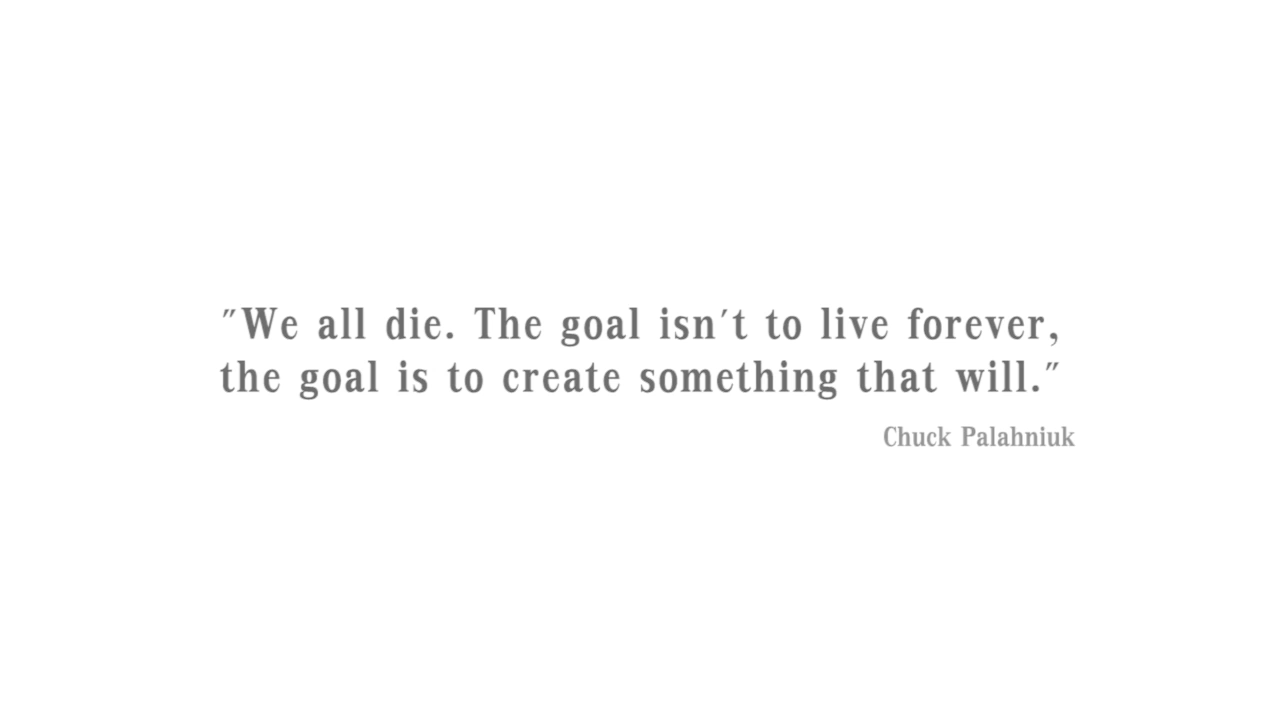 "We all die. The goal isn't to live forever,
the goal is to create something that will."
Chuck Palahniuk